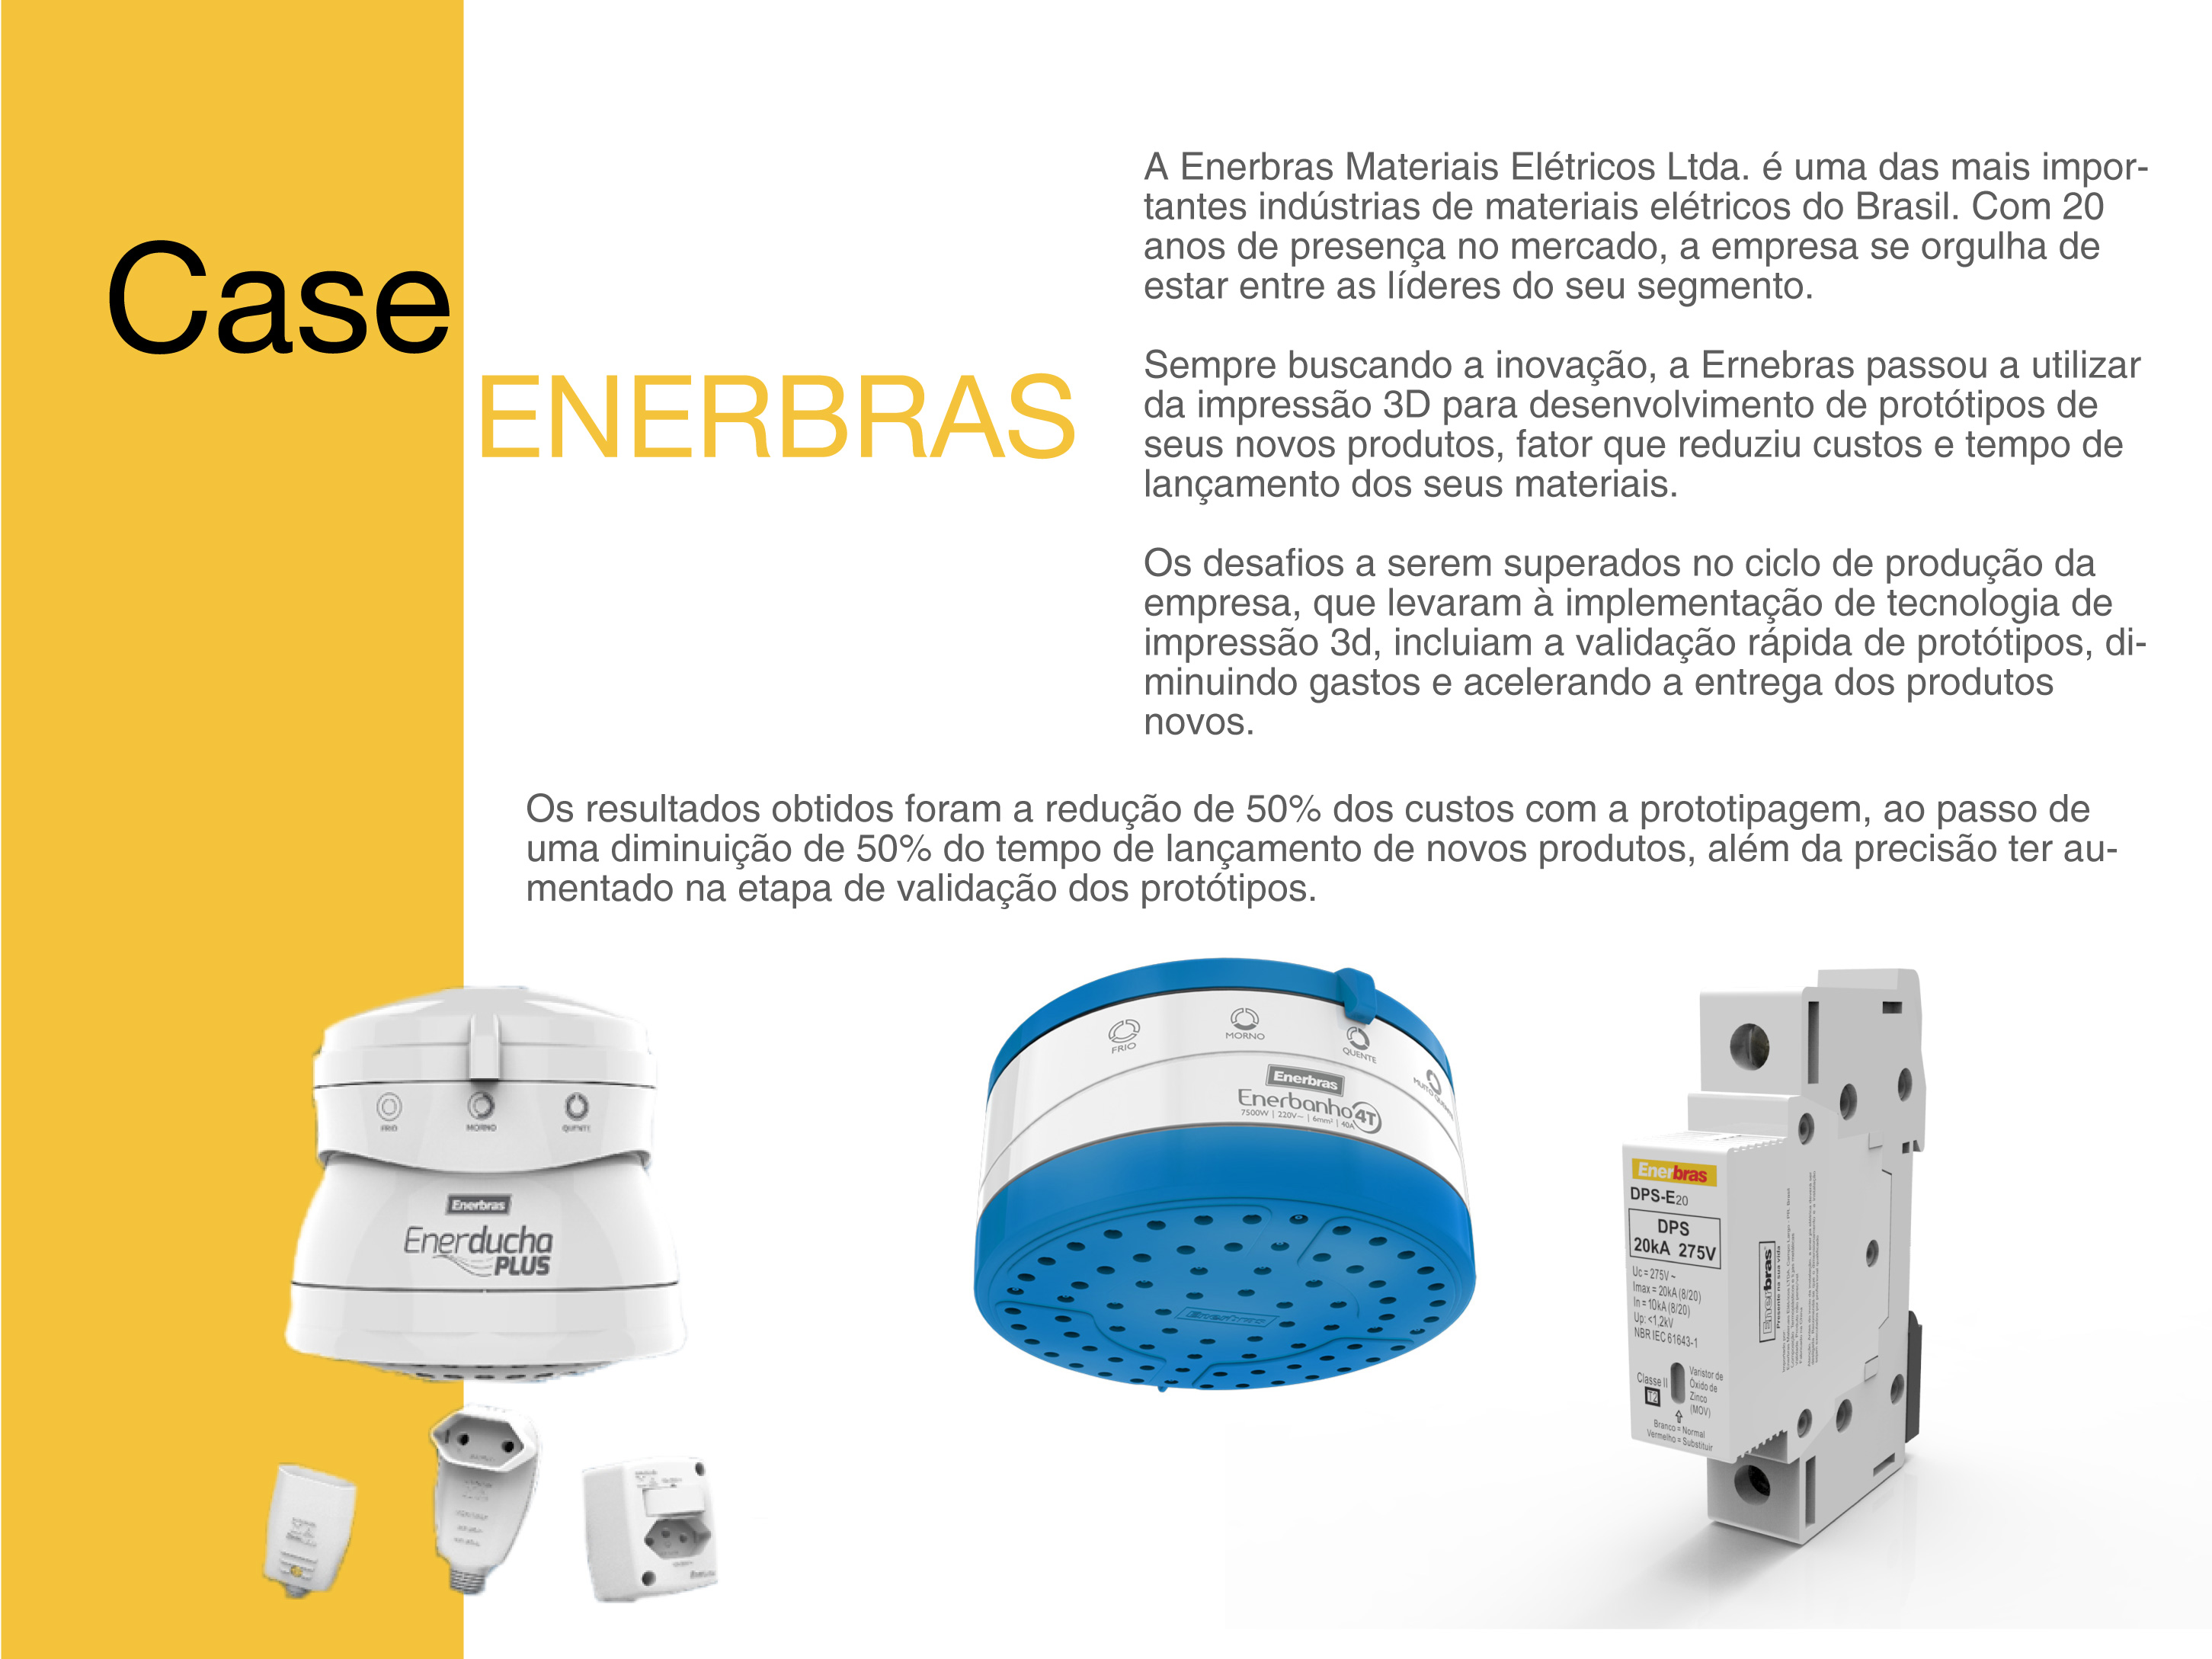 Case
ENERBRAS
A Enerbras Materiais Elétricos Ltda. é uma das mais impor-
tantes indústrias de materiais elétricos do Brasil. Com 20
anos de presença no mercado, a empresa se orgulha de
estar entre as líderes do seu segmento.
Sempre buscando a inovação, a Ernebras passou a utilizar
da impressão 3D para desenvolvimento de protótipos de
seus novos produtos, fator que reduziu custos e tempo de
lançamento dos seus materiais.
Os desafios a serem superados no ciclo de produção da
empresa, que levaram à implementação de tecnologia de
impressão 3d, incluiam a validação rápida de protótipos, di-
minuindo gastos e acelerando a entrega dos produtos
novos.
Os resultados obtidos foram a redução de 50% dos custos com a prototipagem, ao passo de
uma diminuição de 50% do tempo de lançamento de novos produtos, além da precisão ter au-
mentado na etapa de validação dos protótipos.
FRIO
MORNO
QUENTE
Enerbras
Enerducha
PLUS
FRIO
MORNO
QUENTE
MUITO QUENTE
Enerbras
Enerbanho 4T
7500W | 220V~ | 6mm² | 40A
Enerbras
Enerbras
DPS-E20
DPS
20kA 275V
Uc = 275V ~
Imax = 20kA (8/20)
In = 10kA (8/20)
Up: <1,2kV
NBR IEC 61643-1
Classe II
T2
Varistor de
Óxido de
Zinco
(MOV)
Branco = Normal
Vermelho = Substituir
Enerbras
Presente na sua vida